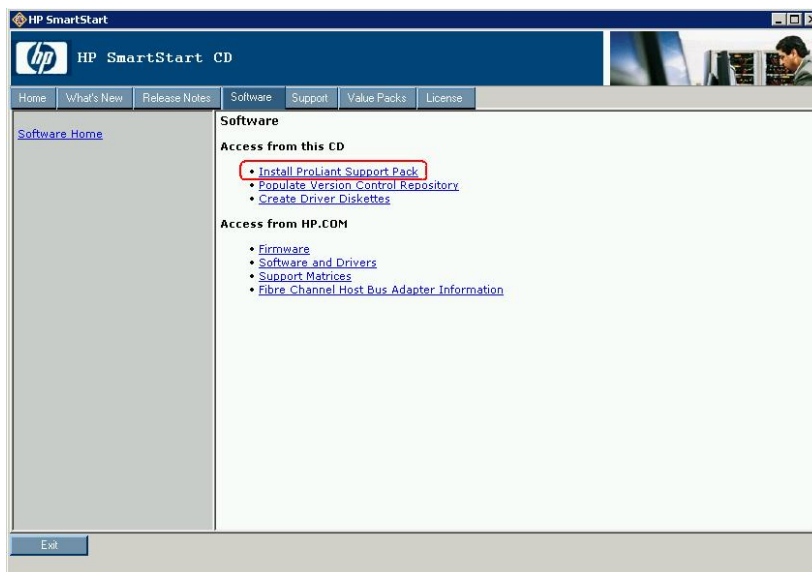 HP SmartStart
hp HP SmartStart CD
Home What's New Release Notes Software Support Value Packs License
Software Home
Software
Access from this CD
• Install ProLiant Support Pack
• Populate Version Control Repository
• Create Driver Diskettes
Access from HP.COM
• Firmware
• Software and Drivers
• Support Matrices
• Fibre Channel Host Bus Adapter Information
Exit